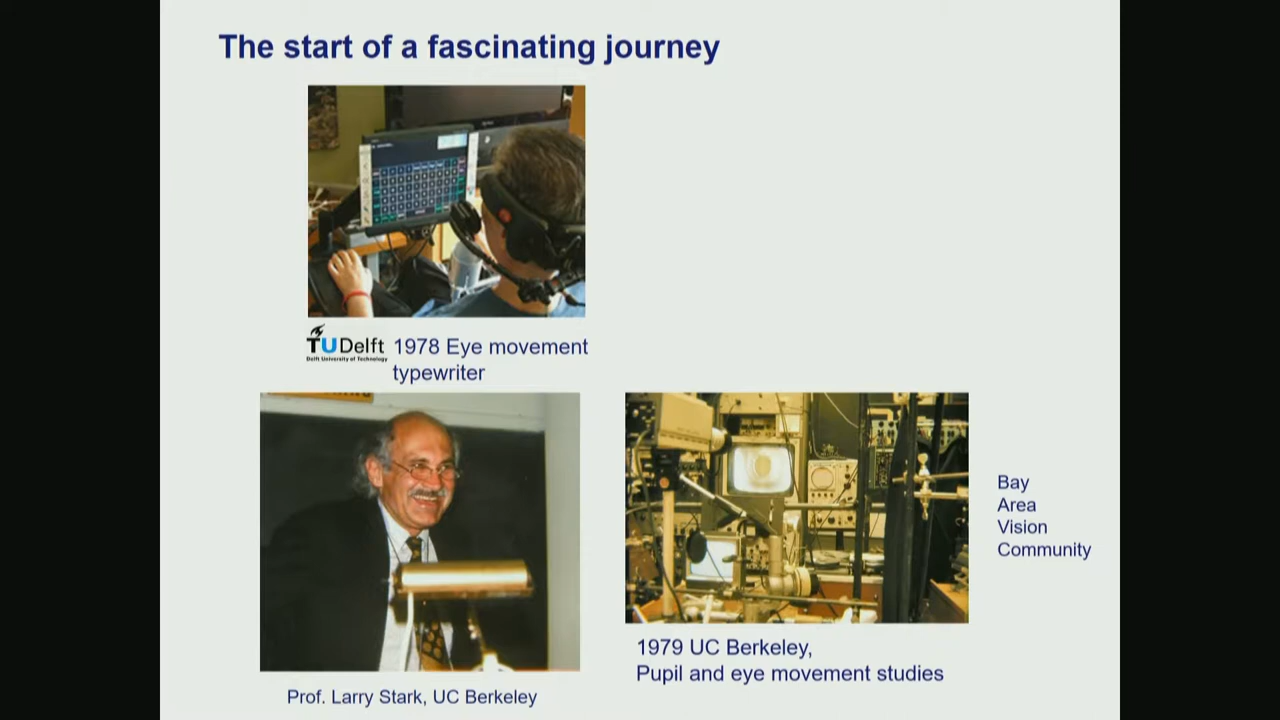 The start of a fascinating journey
TUDelft
Delft University of Technology
1978 Eye movement
typewriter
Prof. Larry Stark, UC Berkeley
1979 UC Berkeley,
Pupil and eye movement studies
Bay
Area
Vision
Community